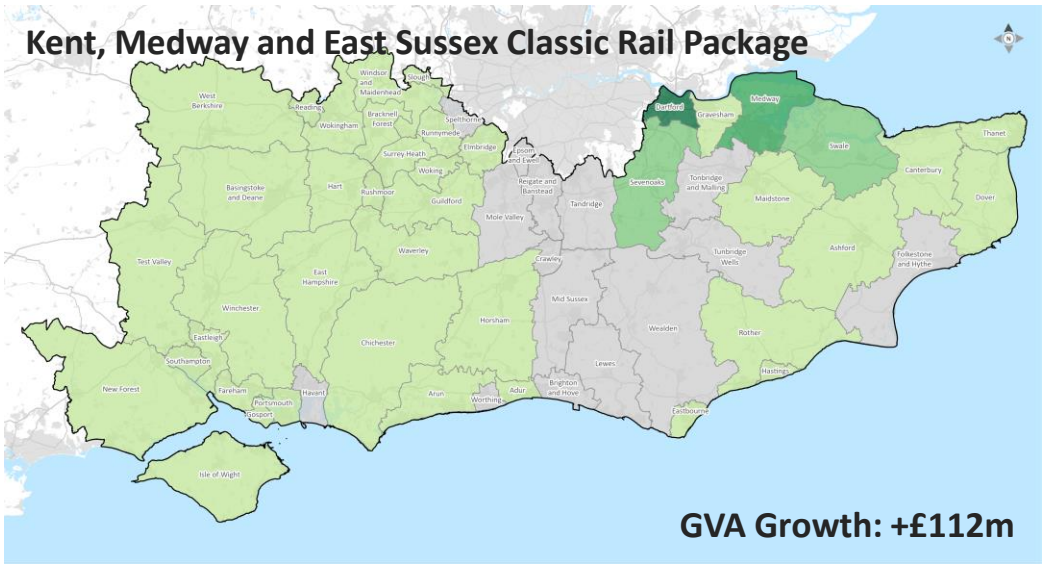 Kent, Medway and East Sussex Classic Rail Package
N
West
Berkshire
Reading
Wokingham
Windsor
and
Maidenhead
Slough
Bracknell
Forest
Spelthorne
Runnymede
Surrey Heath
Elmbridge
Woking
Basingstoke
and Deane
Hart
Rushmoor
Guildford
Epsom
and Ewell
Reigate and
Banstead
Mole Valley
Tandridge
Dartford
Gravesham
Medway
Swale
Sevenoaks
Tonbridge
and Malling
Maidstone
Canterbury
Thanet
Dover
Ashford
Folkestone
and Hythe
Tunbridge
Wells
Test Valley
Winchester
East
Hampshire
Waverley
Crawley
Horsham
Mid Sussex
Wealden
Rother
Hastings
Chichester
Lewes
Eastleigh
Southampton
New Forest
Fareham
Portsmouth
Gosport
Havant
Arun
Worthing
Adur
Brighton
and Hove
Eastbourne
Isle of Wight
GVA Growth: +£112m